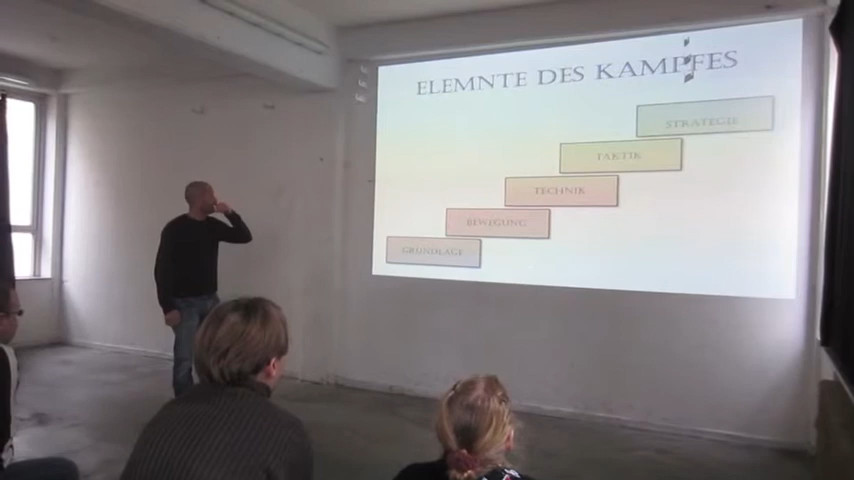 ELEMNTE DES KAMPFES
STRATEGIE
TAKTIK
TECHNIK
BEWEGUNG
GRUNDLAGE